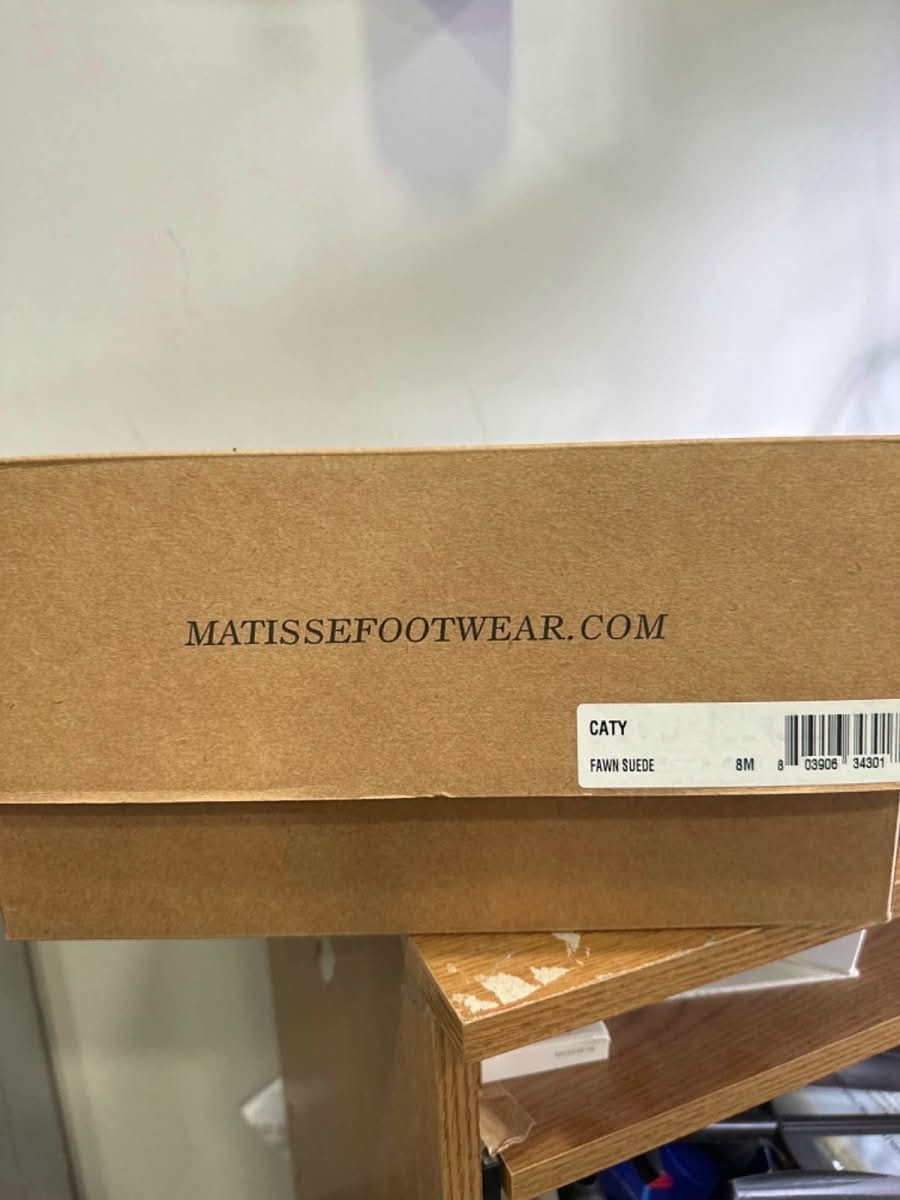 MATISSEFOOTWEAR.COM
CATY
FAWN SUEDE 8M 8 03906 34301